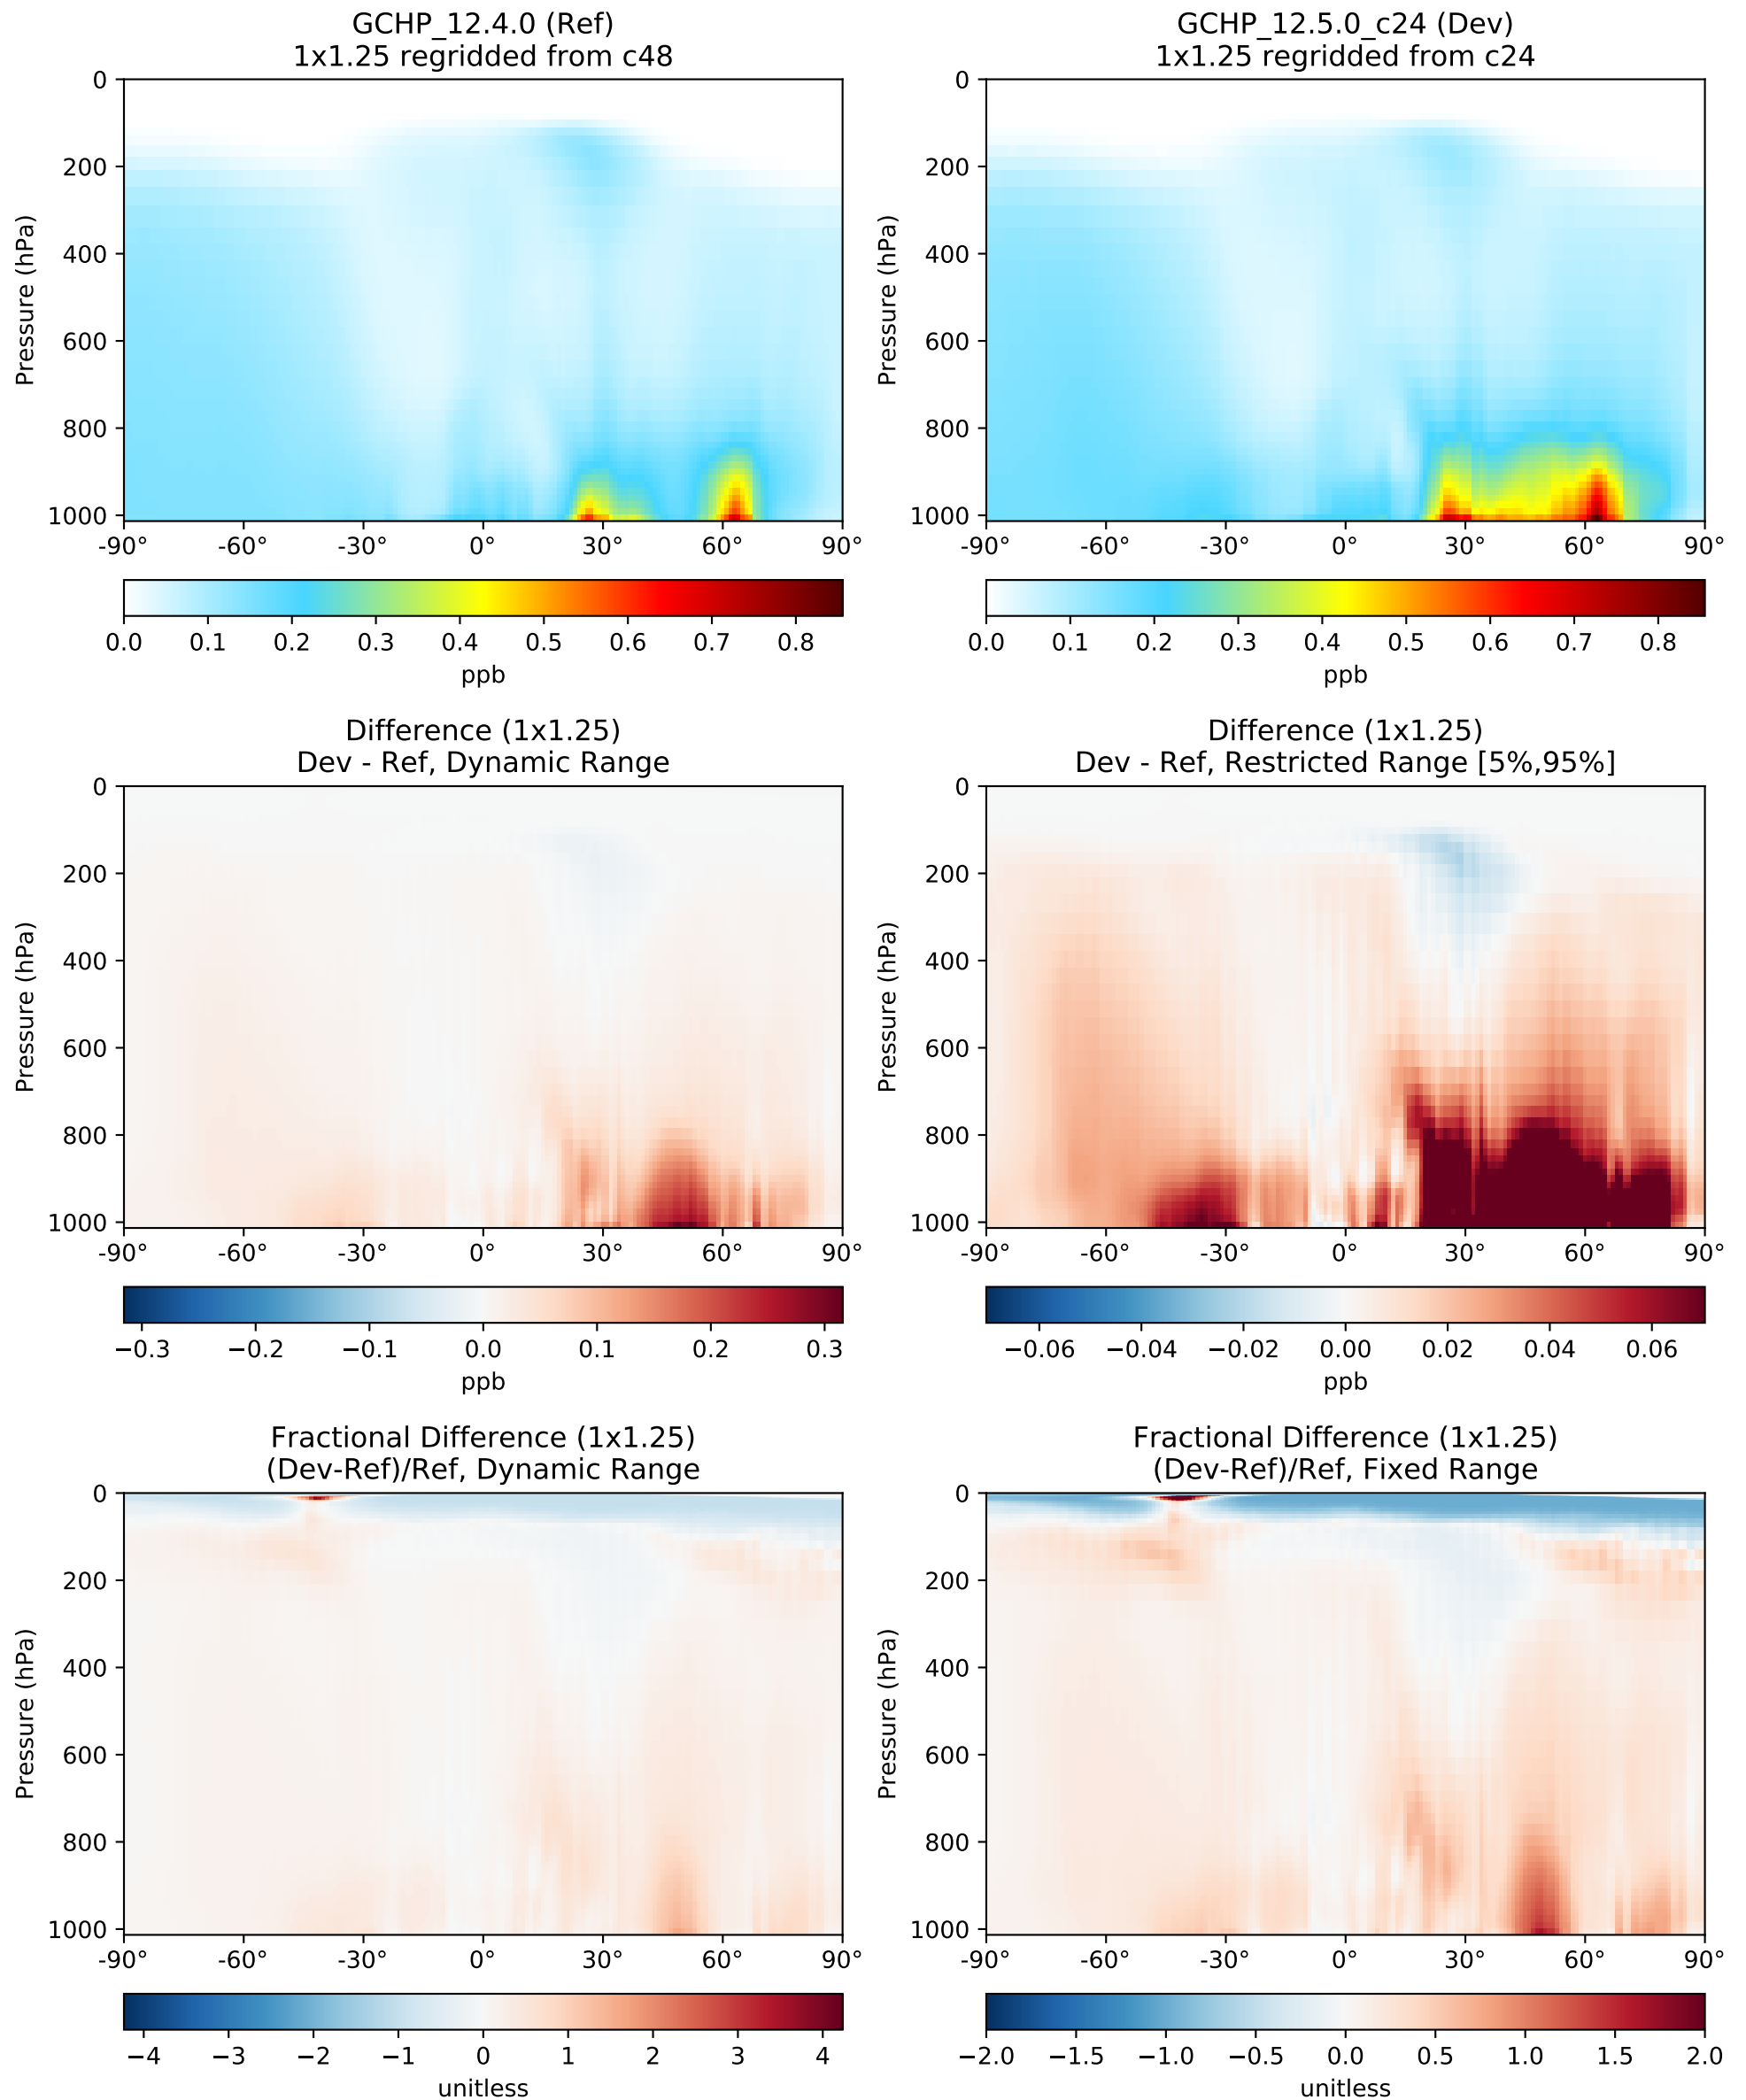 GCHP_12.4.0 (Ref)
1x1.25 regridded from c48
0
200
400
600
800
1000
Pressure (hPa)
-90° -60° -30° 0° 30° 60° 90°
0.0 0.1 0.2 0.3 0.4 0.5 0.6 0.7 0.8
ppb
GCHP_12.5.0_c24 (Dev)
1x1.25 regridded from c24
0
200
400
600
800
1000
Pressure (hPa)
-90° -60° -30° 0° 30° 60° 90°
0.0 0.1 0.2 0.3 0.4 0.5 0.6 0.7 0.8
ppb
Difference (1x1.25)
Dev - Ref, Dynamic Range
0
200
400
600
800
1000
Pressure (hPa)
-90° -60° -30° 0° 30° 60° 90°
−0.3 −0.2 −0.1 0.0 0.1 0.2 0.3
ppb
Difference (1x1.25)
Dev - Ref, Restricted Range [5%,95%]
0
200
400
600
800
1000
Pressure (hPa)
-90° -60° -30° 0° 30° 60° 90°
−0.06 −0.04 −0.02 0.00 0.02 0.04 0.06
ppb
Fractional Difference (1x1.25)
(Dev-Ref)/Ref, Dynamic Range
0
200
400
600
800
1000
Pressure (hPa)
-90° -60° -30° 0° 30° 60° 90°
−4 −3 −2 −1 0 1 2 3 4
unitless
Fractional Difference (1x1.25)
(Dev-Ref)/Ref, Fixed Range
0
200
400
600
800
1000
Pressure (hPa)
-90° -60° -30° 0° 30° 60° 90°
−2.0 −1.5 −1.0 −0.5 0.0 0.5 1.0 1.5 2.0
unitless